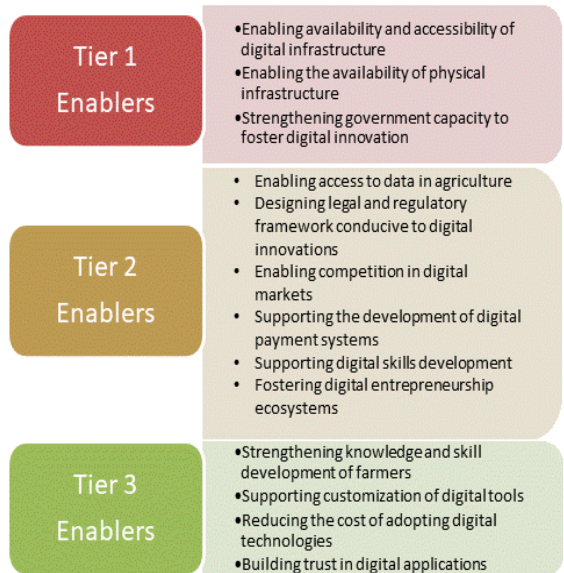 Tier 1
Enablers
•Enabling availability and accessibility of
digital infrastructure
•Enabling the availability of physical
infrastructure
•Strengthening government capacity to
foster digital innovation
Tier 2
Enablers
• Enabling access to data in agriculture
• Designing legal and regulatory
framework conducive to digital
innovations
• Enabling competition in digital
markets
• Supporting the development of digital
payment systems
• Supporting digital skills development
• Fostering digital entrepreneurship
ecosystems
Tier 3
Enablers
•Strengthening knowledge and skill
development of farmers
•Supporting customization of digital tools
•Reducing the cost of adopting digital
technologies
•Building trust in digital applications